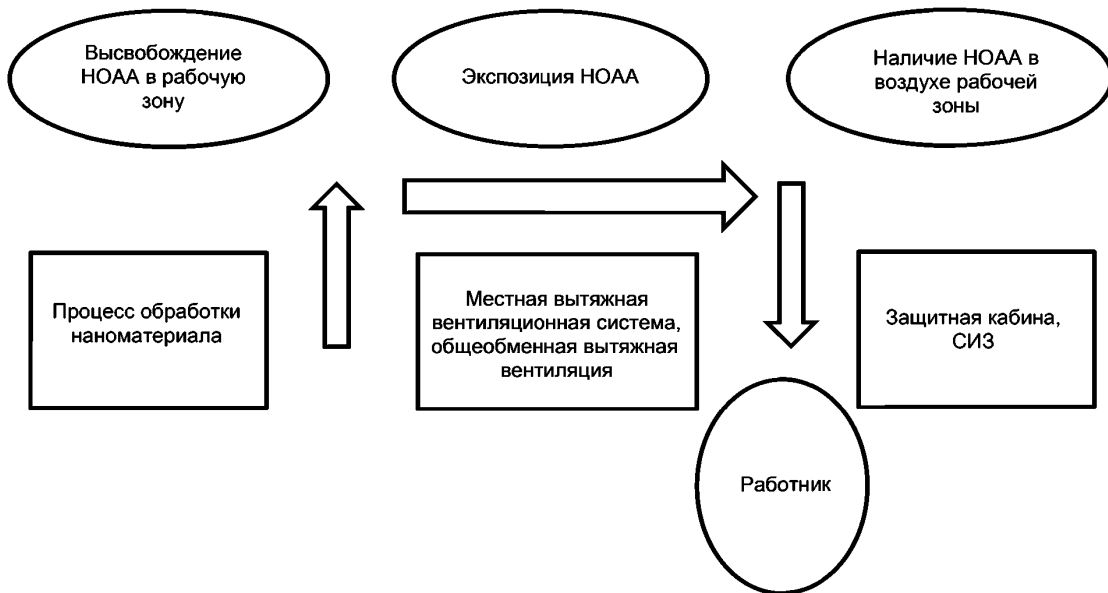 Высвобождение
НОАА в рабочую
зону
Экспозиция НОАА
Наличие НОАА в
воздухе рабочей
зоны
Процесс обработки
наноматериала
Местная вытяжная
вентиляционная система,
общеобменная вытяжная
вентиляция
Защитная кабина,
СИЗ
Работник